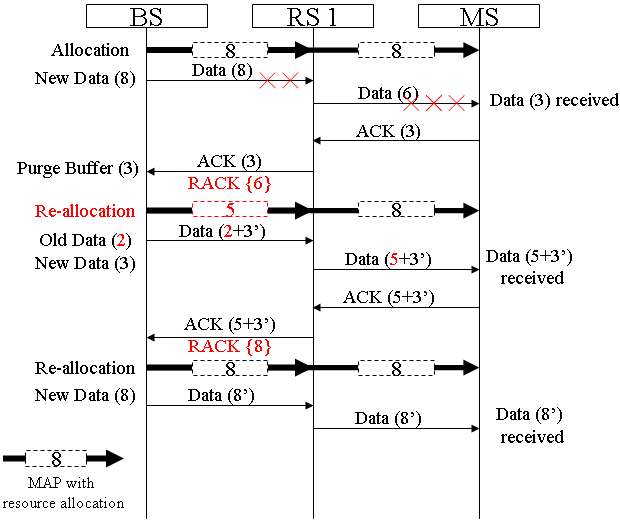 BS RS 1 MS
Allocation 8 8
New Data (8) Data (8)
Data (6) Data (3) received
ACK (3)
Purge Buffer (3) ACK (3)
RACK {6}
Re-allocation 5 8
Old Data (2) Data (2+3’)
New Data (3) Data (5+3’) Data (5+3’)
received
ACK (5+3’)
ACK (5+3’)
RACK {8}
Re-allocation 8 8
New Data (8) Data (8’)
Data (8’) Data (8’)
received
8
MAP with
resource allocation